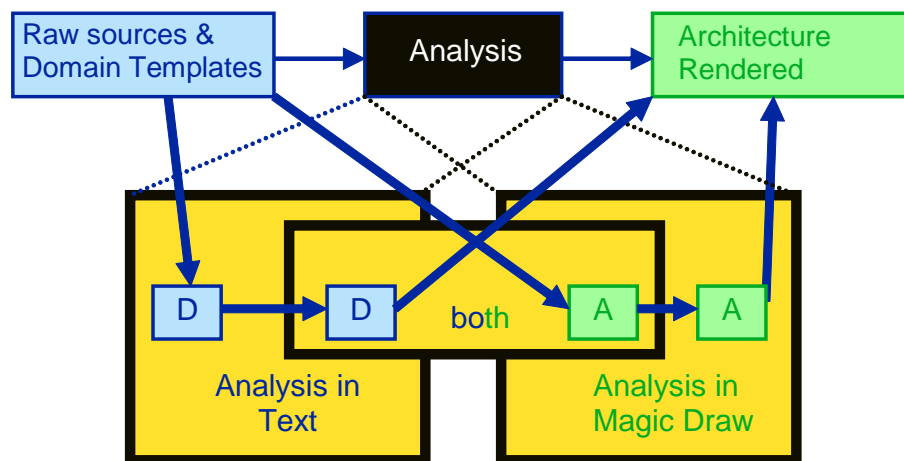 Raw sources &
Domain Templates
Analysis
Architecture
Rendered
D
D
both
A
A
Analysis in
Text
Analysis in
Magic Draw